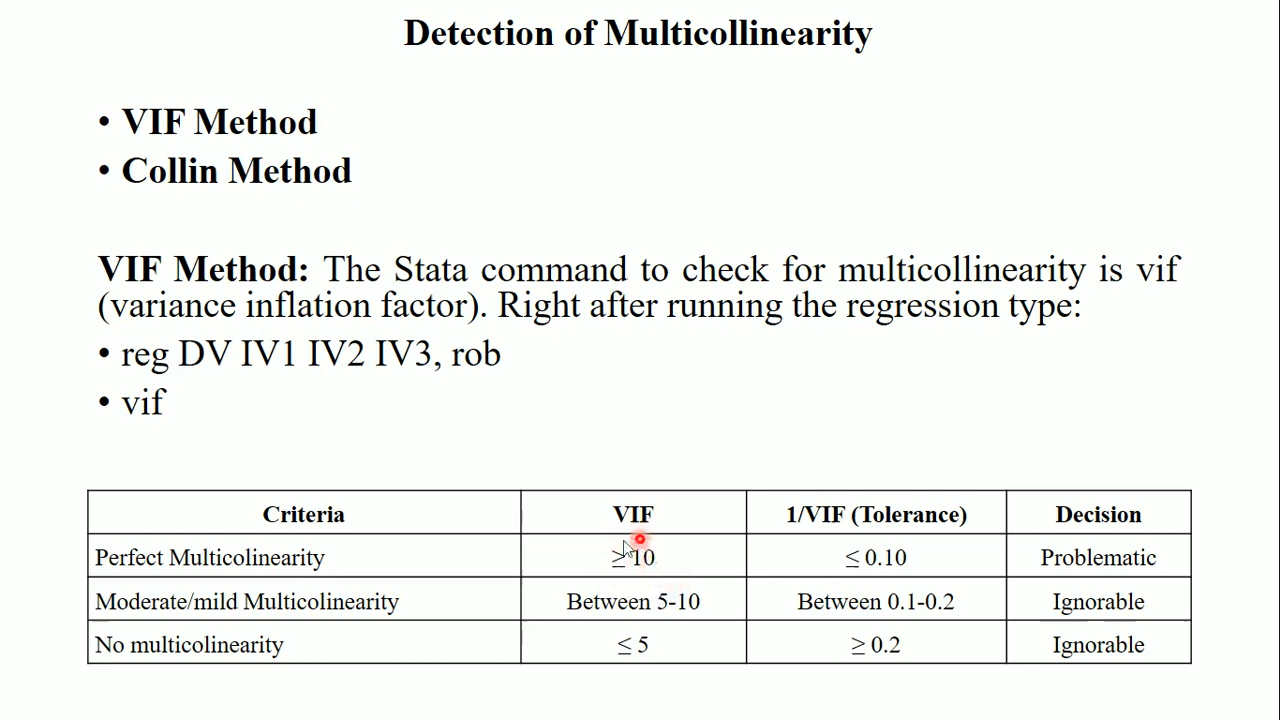 Detection of Multicollinearity
• VIF Method
• Collin Method
VIF Method: The Stata command to check for multicollinearity is vif
(variance inflation factor). Right after running the regression type:
• reg DV IV1 IV2 IV3, rob
• vif
Criteria VIF 1/VIF (Tolerance) Decision
Perfect Multicolinearity ≥ 10 ≤ 0.10 Problematic
Moderate/mild Multicolinearity Between 5-10 Between 0.1-0.2 Ignorable
No multicolinearity ≤ 5 ≥ 0.2 Ignorable